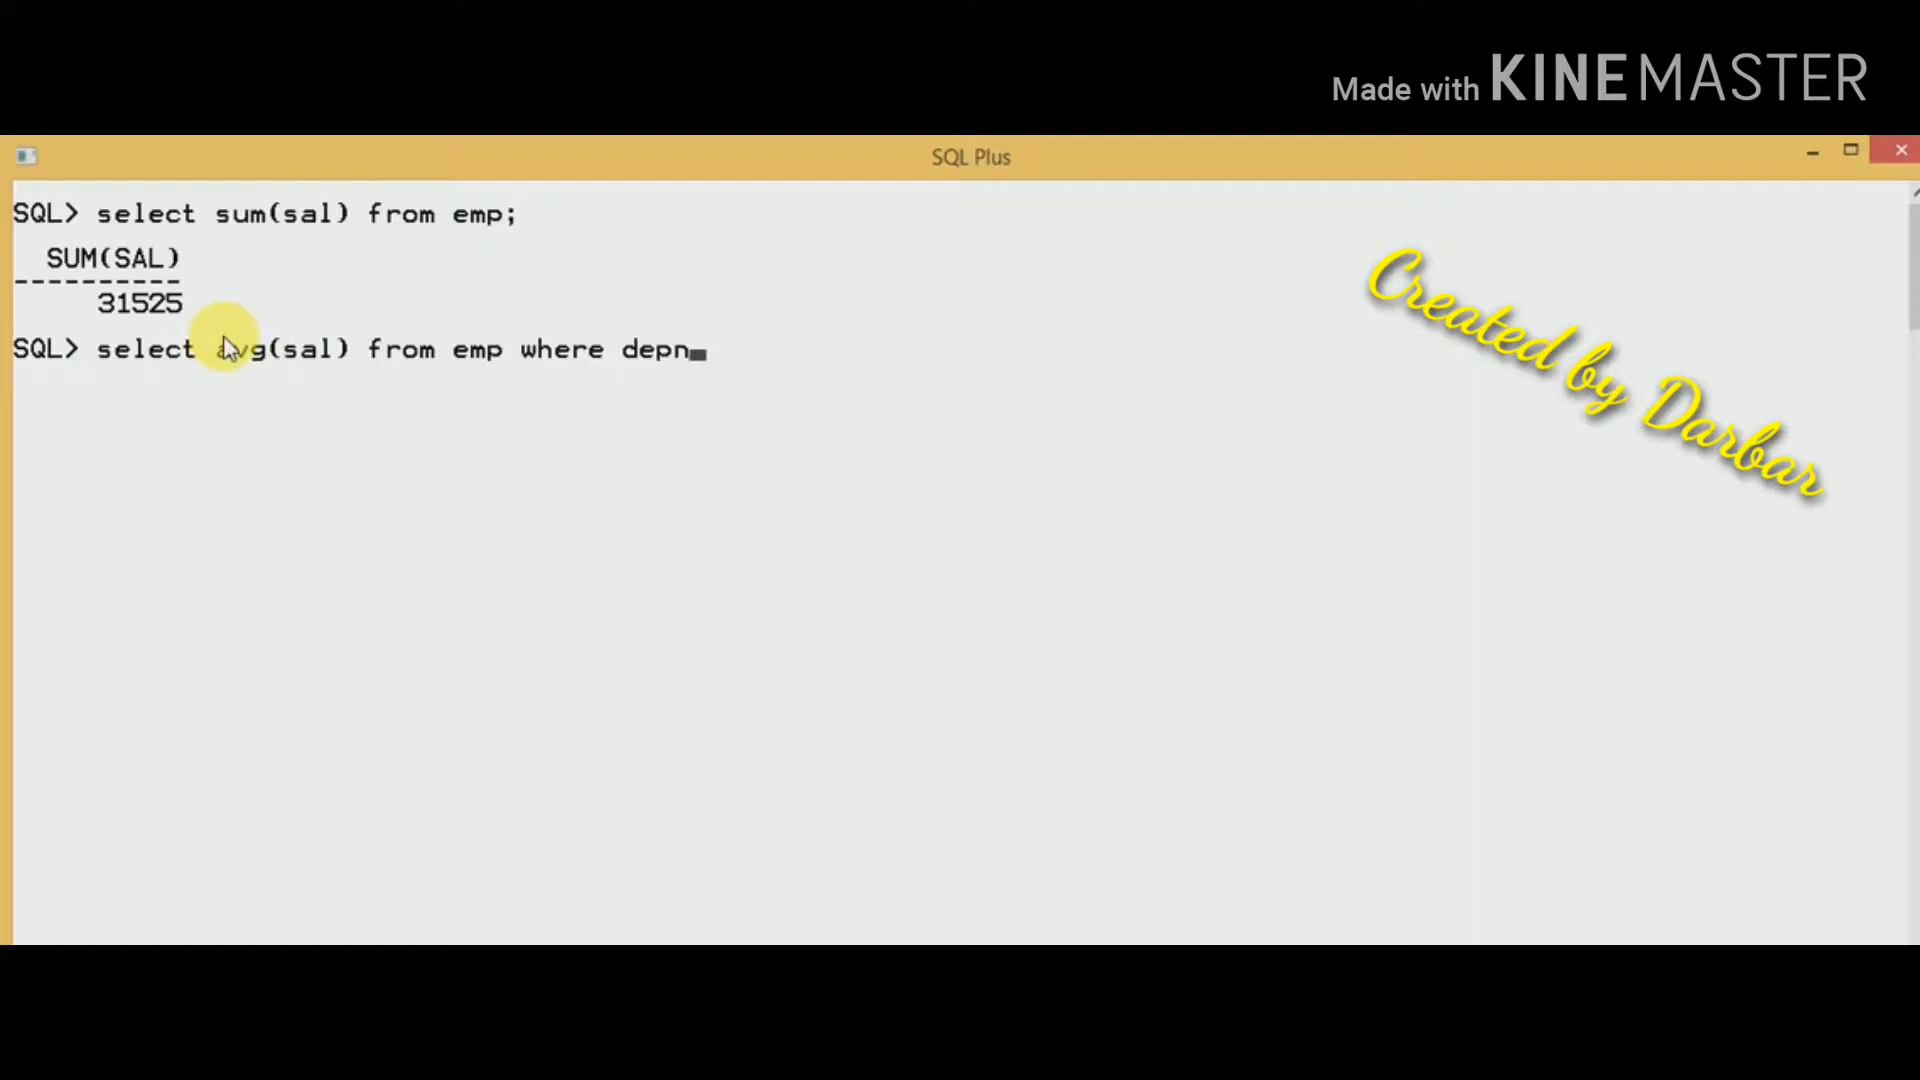 Made with KINEMASTER
SQL Plus
SQL> select sum(sal) from emp;
SUM(SAL)
----------
31525
SQL> select avg(sal) from emp where depn
Created by Darbar